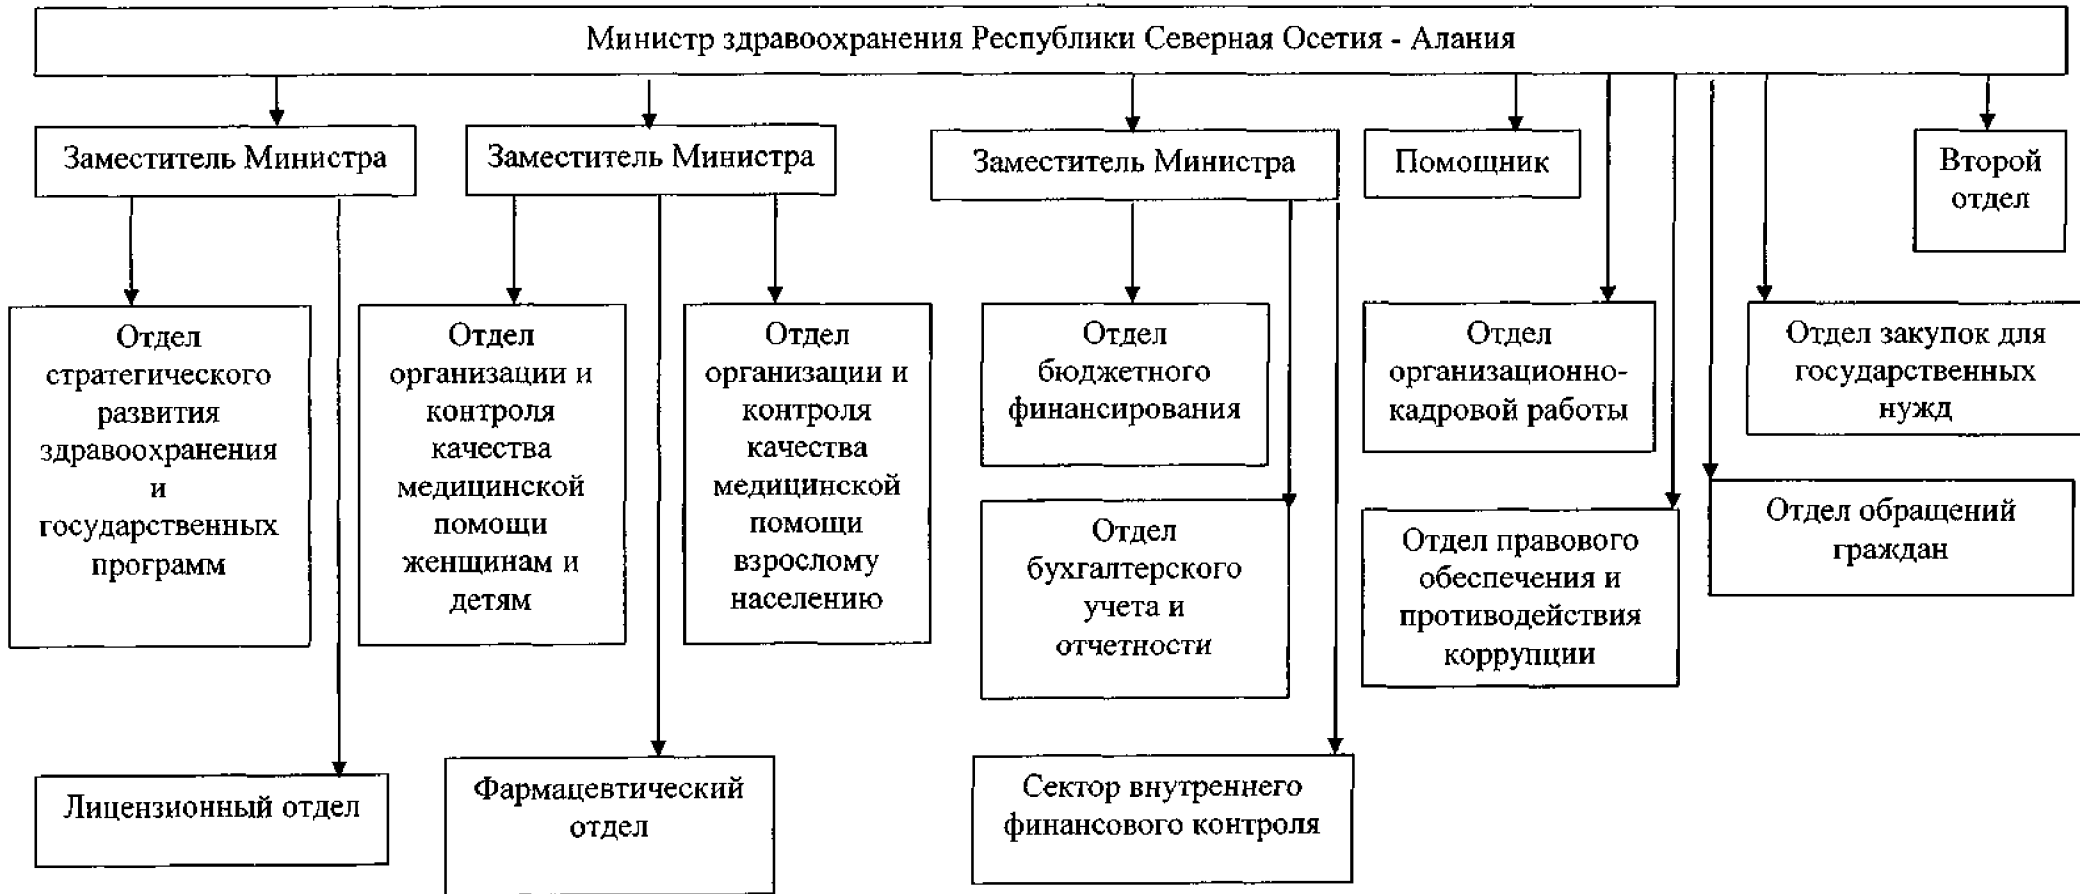 Министр здравоохранения Республики Северная Осетия - Алания
Заместитель Министра
Заместитель Министра
Заместитель Министра
Помощник
Второй
отдел
Отдел
стратегического
развития
здравоохранения
и
государственных
программ
Отдел
организации и
контроля
качества
медицинской
помощи
женщинам и
детям
Отдел
организации и
контроля
качества
медицинской
помощи
взрослому
населению
Отдел
бюджетного
финансирования
Отдел
организационно-
кадровой работы
Отдел закупок для
государственных
нужд
Отдел
бухгалтерского
учета и
отчетности
Отдел правового
обеспечения и
противодействия
коррупции
Отдел обращений
граждан
Лицензионный отдел
Фармацевтический
отдел
Сектор внутреннего
финансового контроля